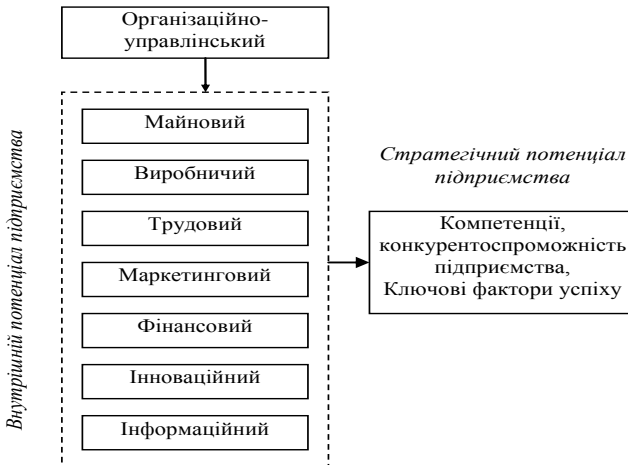 Організаційно-
управлінський
Внутрішній потенціал підприємства
Майновий
Виробничий
Трудовий
Маркетинговий
Фінансовий
Інноваційний
Інформаційний
Стратегічний потенціал
підприємства
Компетенції,
конкурентоспроможність
підприємства,
Ключові фактори успіху